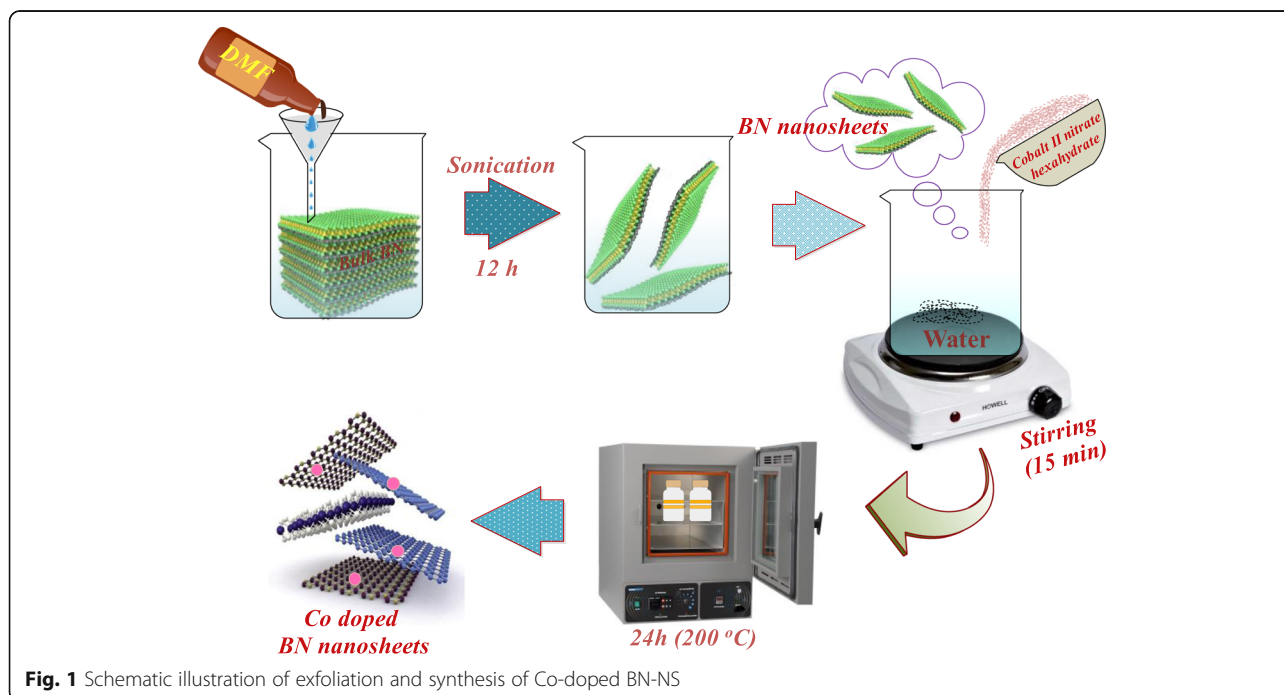 DMF
Bulk BN
Sonication
12 h
BN nanosheets
Cobalt II nitrate
hexahydrate
Water
HOWELL
Stirring
(15 min)
24h (200 °C)
Co doped
BN nanosheets
Fig. 1 Schematic illustration of exfoliation and synthesis of Co-doped BN-NS